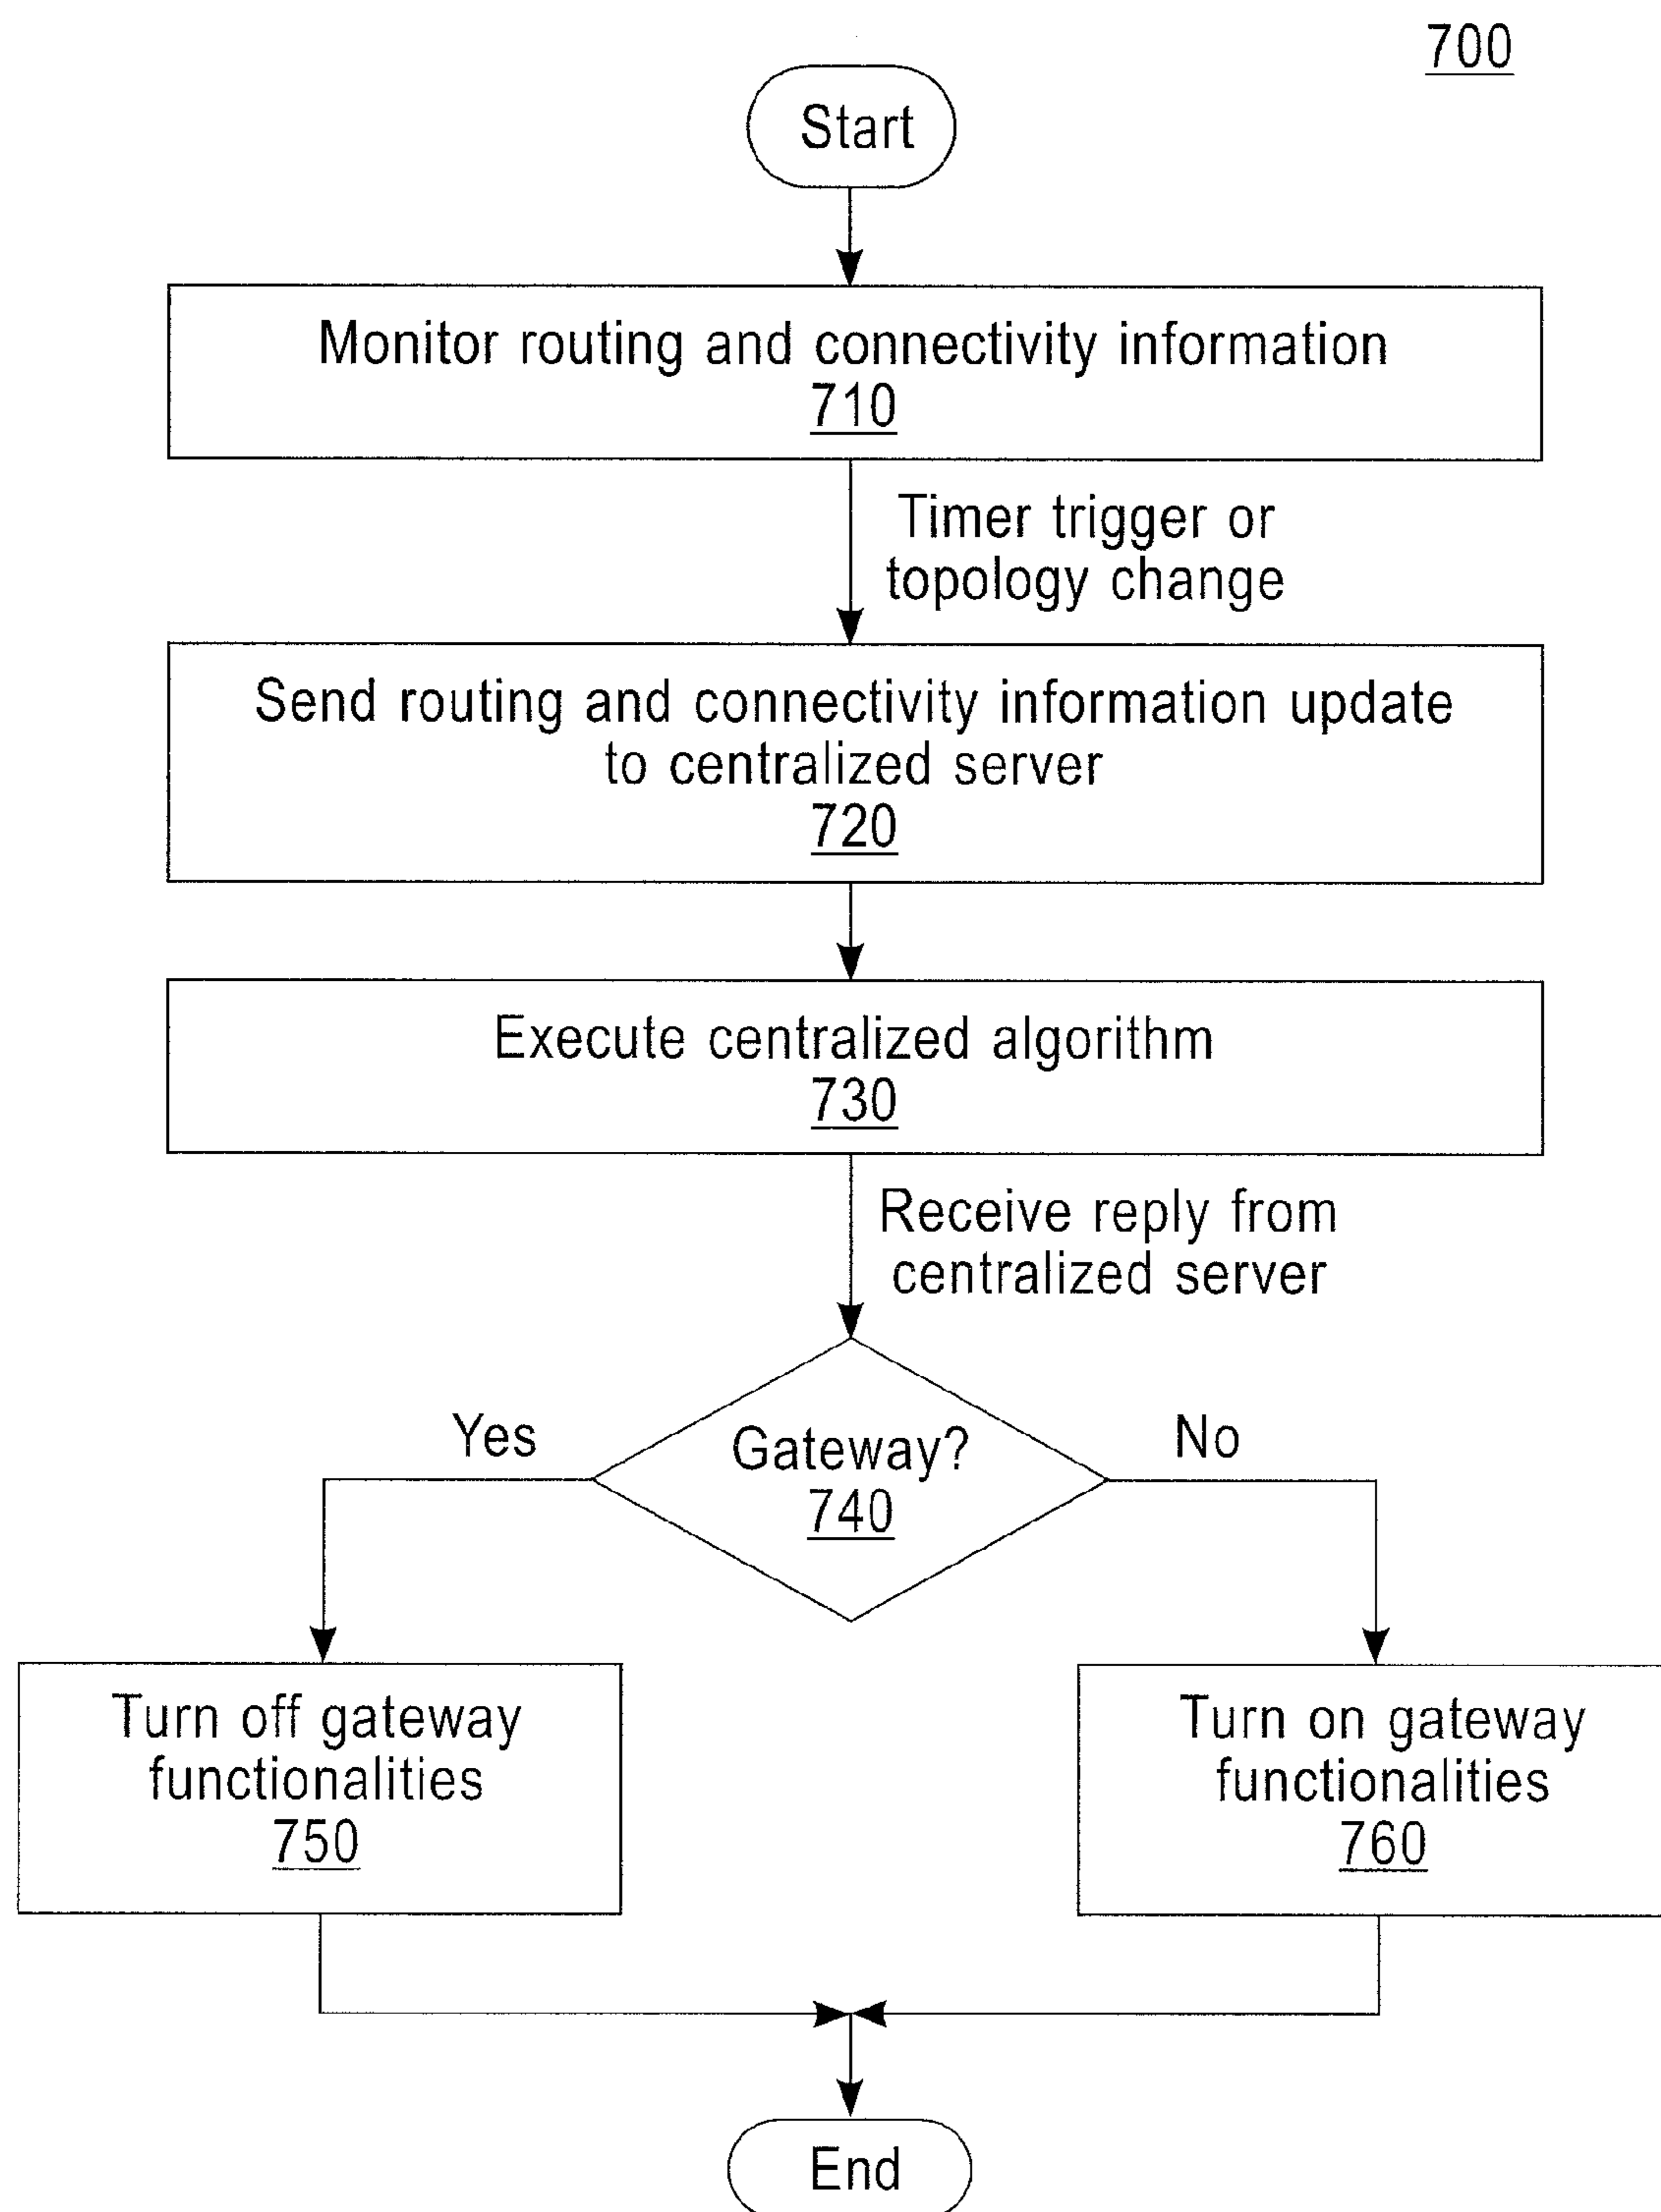 700
Start
Monitor routing and connectivity information
710
Timer trigger or
topology change
Send routing and connectivity information update
to centralized server
720
Execute centralized algorithm
730
Receive reply from
centralized server
Yes
Gateway?
740
No
Turn off gateway
functionalities
750
Turn on gateway
functionalities
760
End